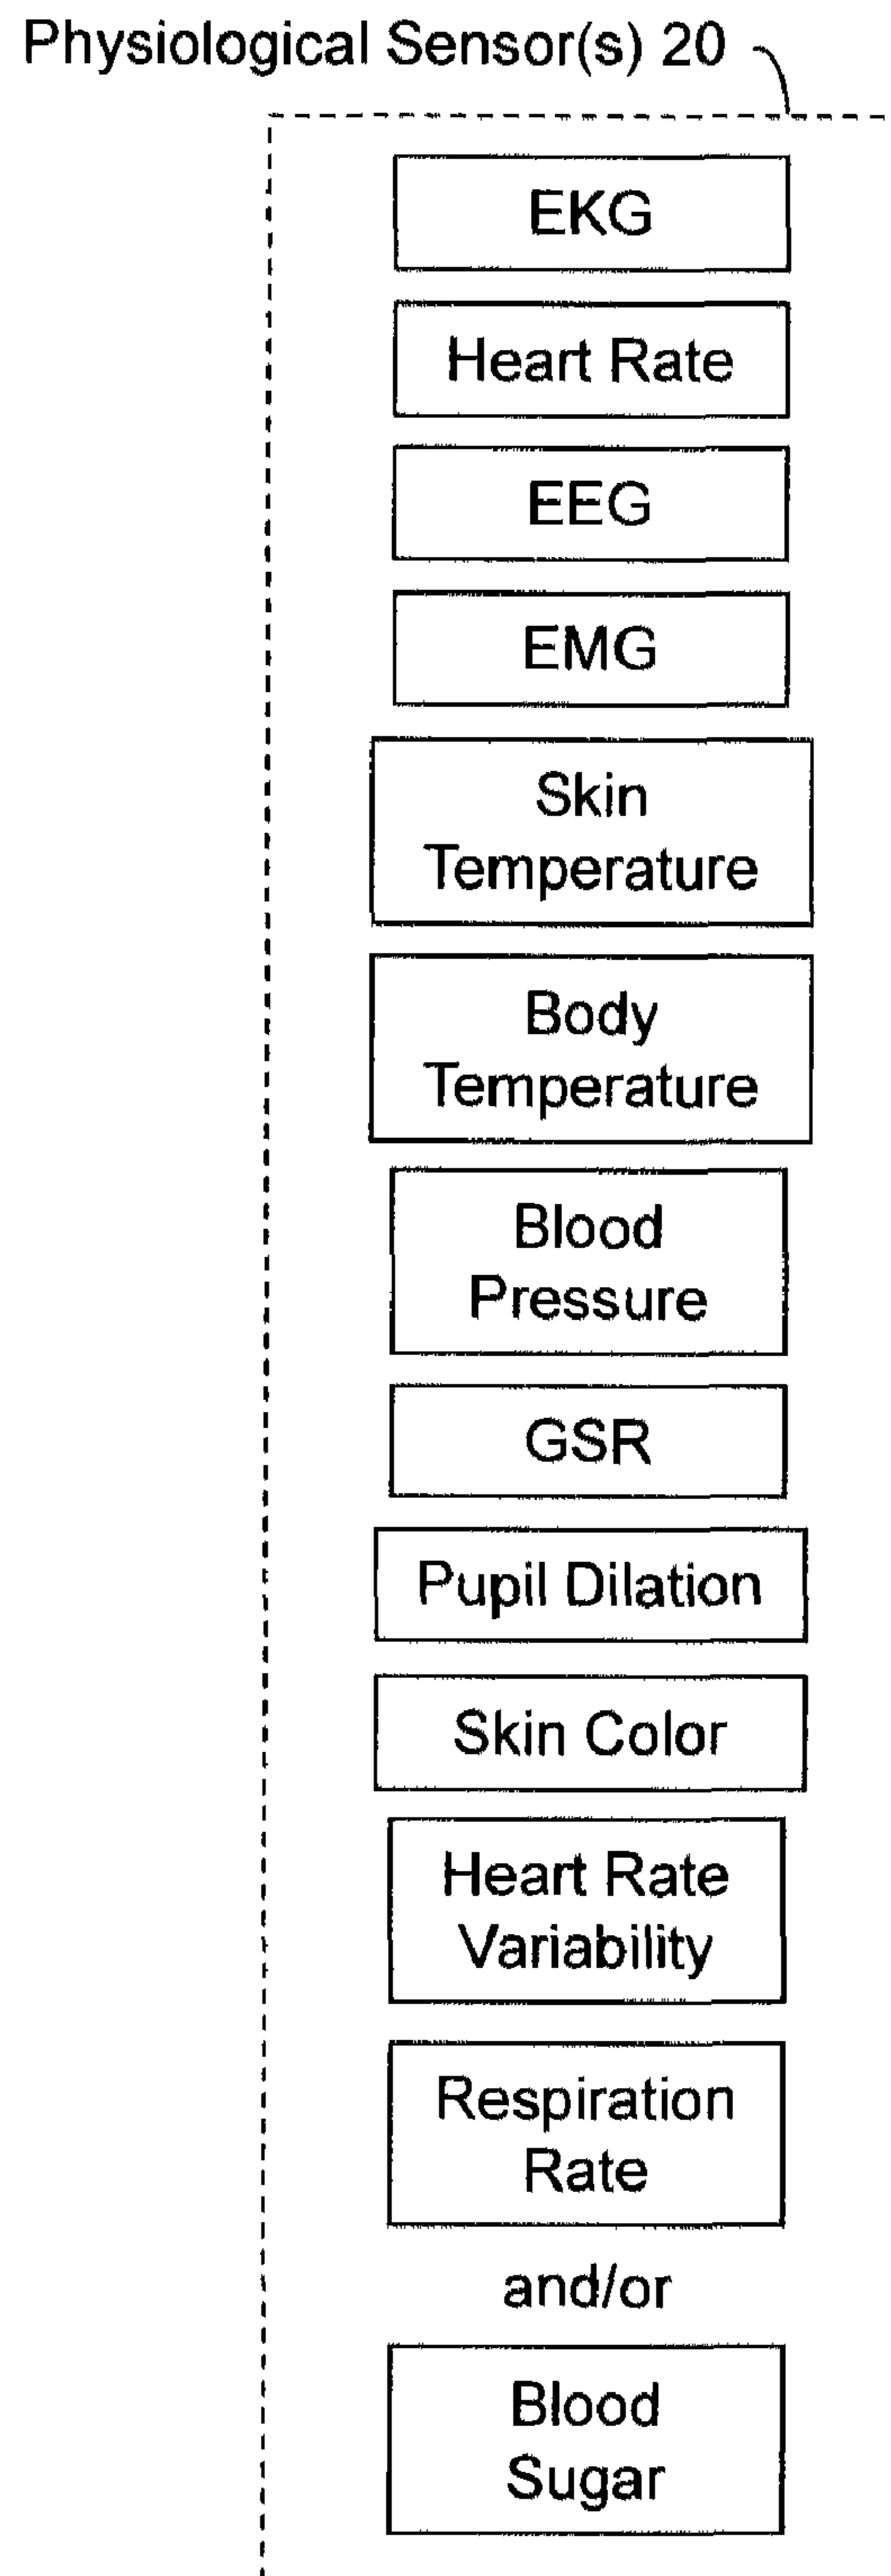 Physiological Sensor(s) 20
EKG
Heart Rate
EEG
EMG
Skin
Temperature
Body
Temperature
Blood
Pressure
GSR
Pupil Dilation
Skin Color
Heart Rate
Variability
Respiration
Rate
and/or
Blood
Sugar